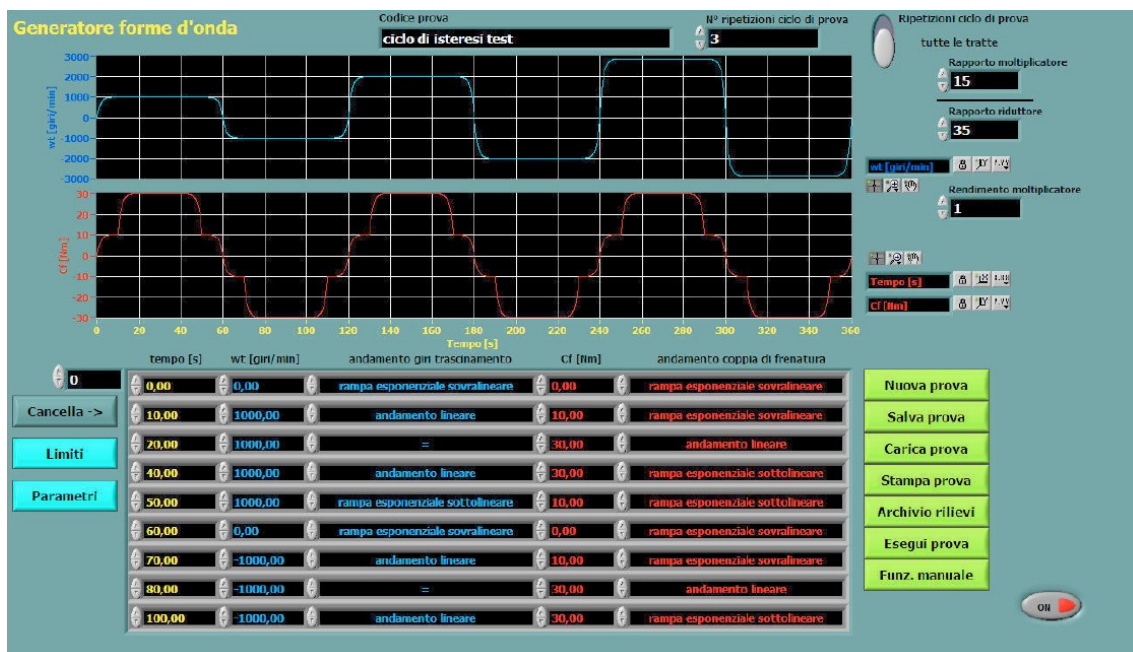 Generatore forme d'onda
Codice prova
ciclo di isteresi test
N° ripetizioni ciclo di prova
3
Ripetizioni ciclo di prova
tutte le tratte
Rapporto moltiplicatore
15
Rapporto riduttore
35
wt [giri/min]
Rendimento moltiplicatore
1
Tempo [s]
Cf [Nm]
wt [giri/min]
3000
2000
1000
0
-1000
-2000
-3000
Cf [Nm]
30
20
10
0
-10
-20
-30
0 20 40 60 80 100 120 140 160 180 200 220 240 260 280 300 320 340 360
Tempo [s]
tempo [s] wt [giri/min] andamento giri trascinamento Cf [Nm] andamento coppia di frenatura
0
0,00 0,00 rampa esponenziale sovralineare 0,00 rampa esponenziale sovralineare
10,00 1000,00 andamento lineare 10,00 rampa esponenziale sovralineare
20,00 1000,00 = 30,00 andamento lineare
40,00 1000,00 andamento lineare 30,00 rampa esponenziale sottolineare
50,00 1000,00 rampa esponenziale sottolineare 10,00 rampa esponenziale sottolineare
60,00 0,00 rampa esponenziale sovralineare 0,00 rampa esponenziale sovralineare
70,00 -1000,00 andamento lineare 10,00 rampa esponenziale sovralineare
80,00 -1000,00 = 30,00 andamento lineare
100,00 -1000,00 andamento lineare 30,00 rampa esponenziale sottolineare
Cancella ->
Limiti
Parametri
Nuova prova
Salva prova
Carica prova
Stampa prova
Archivio rilievi
Esegui prova
Funz. manuale
ON